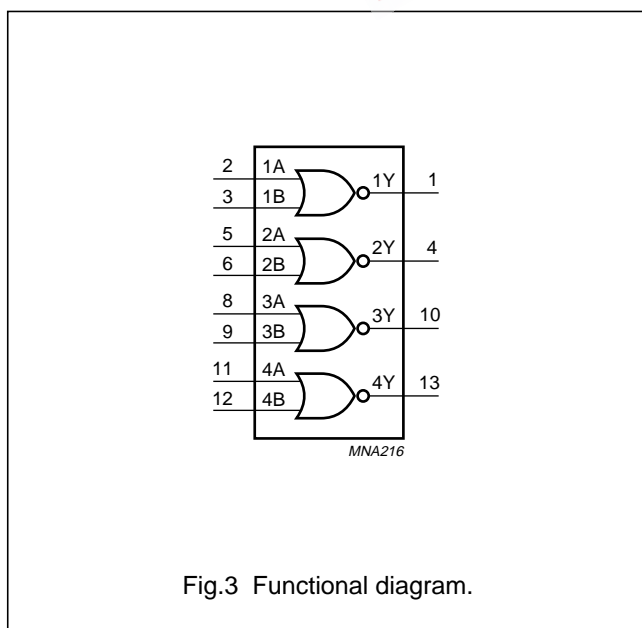 2 1A 1Y 1
3 1B
5 2A 2Y 4
6 2B
8 3A 3Y 10
9 3B
11 4A 4Y 13
12 4B
MNA216
Fig.3 Functional diagram.